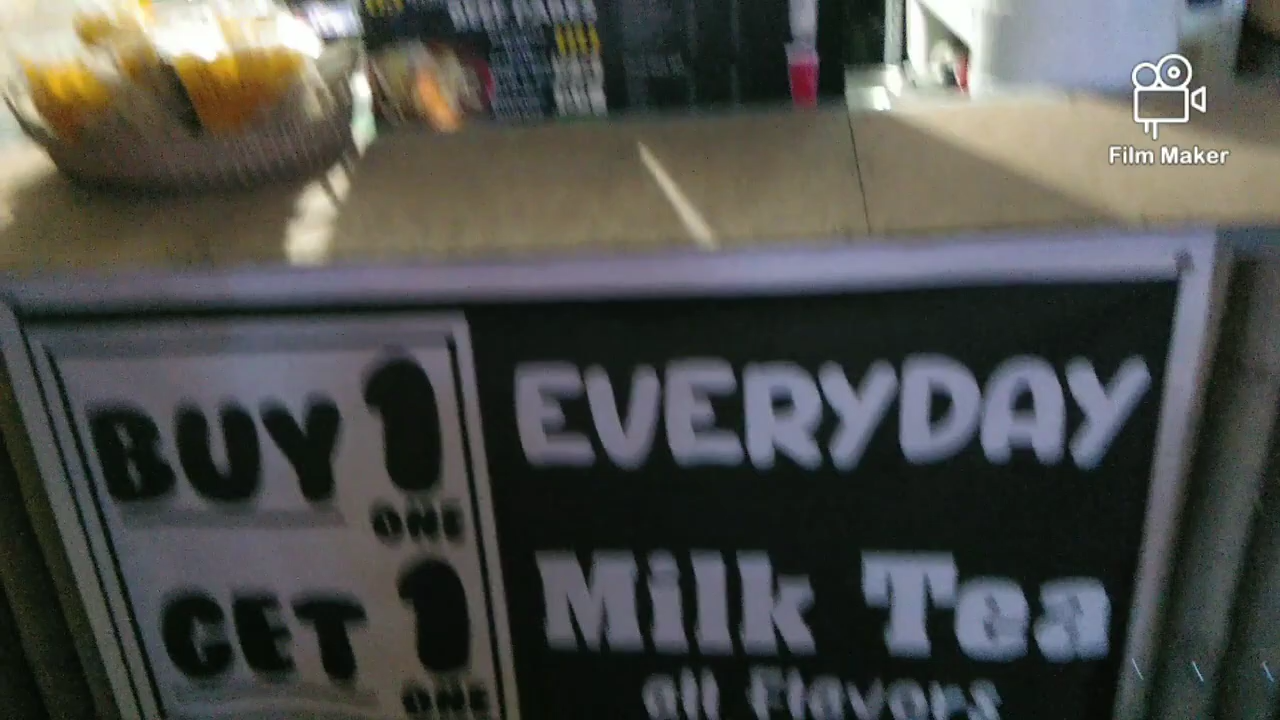 Film Maker
BUY 1
ONE
GET 1
ONE
EVERYDAY
Milk Tea
all Flavors